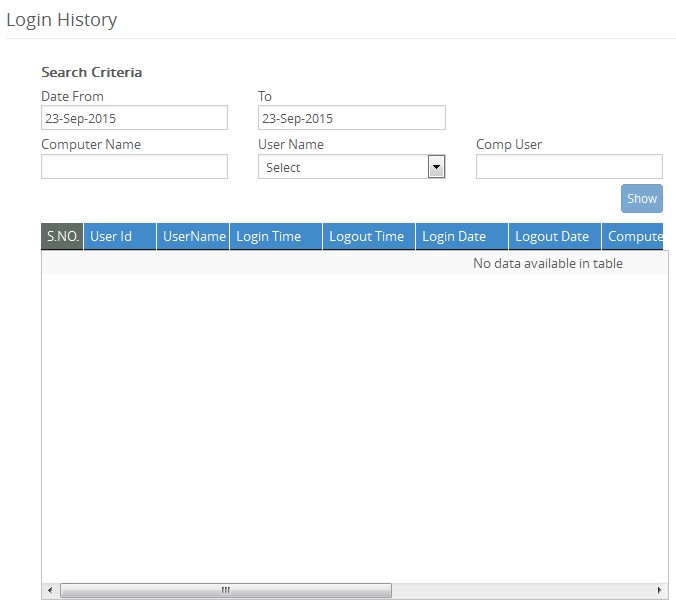 Login History
Search Criteria
Date From To
23-Sep-2015 23-Sep-2015
Computer Name User Name Comp User
Select
Show
S.NO. User Id UserName Login Time Logout Time Login Date Logout Date Compute
No data available in table